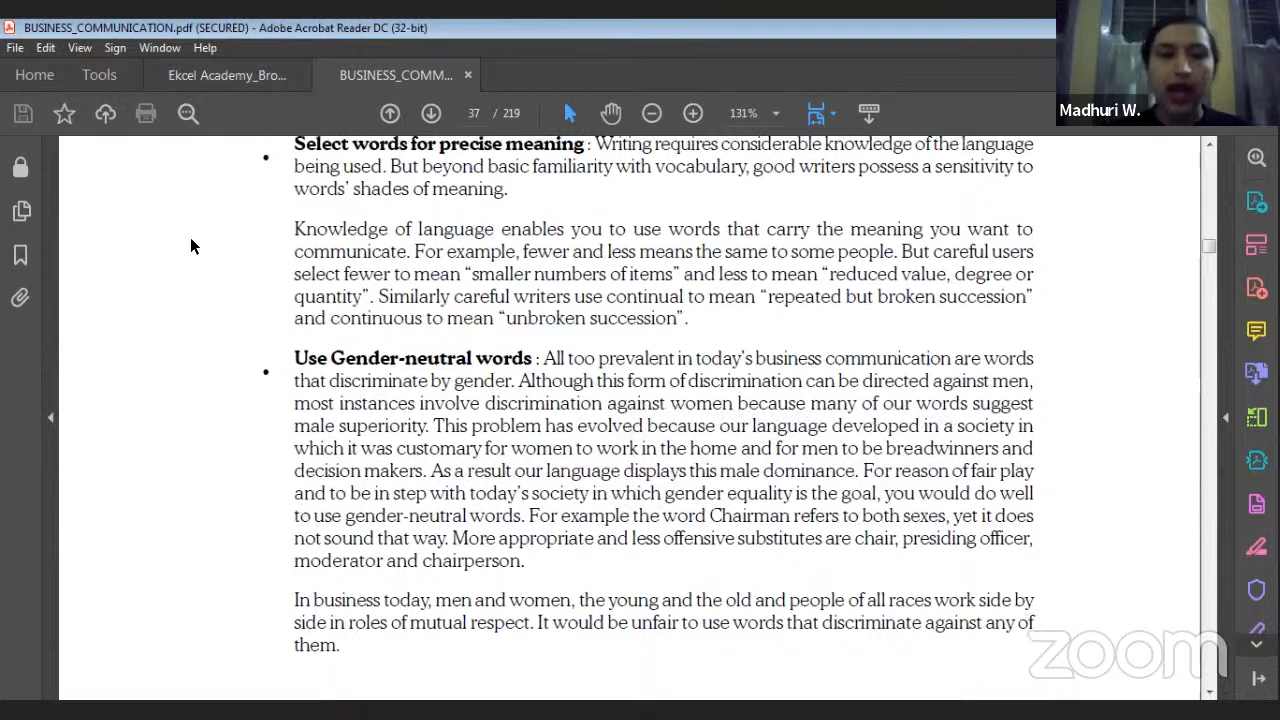 BUSINESS_COMMUNICATION.pdf (SECURED) - Adobe Acrobat Reader DC (32-bit)
File Edit View Sign Window Help
Home Tools Ekcel Academy_Bro... BUSINESS_COMM... ×
37 / 219 131%
Madhuri W.
• Select words for precise meaning : Writing requires considerable knowledge of the language
being used. But beyond basic familiarity with vocabulary, good writers possess a sensitivity to
words' shades of meaning.
Knowledge of language enables you to use words that carry the meaning you want to
communicate. For example, fewer and less means the same to some people. But careful users
select fewer to mean “smaller numbers of items” and less to mean “reduced value, degree or
quantity”. Similarly careful writers use continual to mean “repeated but broken succession”
and continuous to mean “unbroken succession”.
• Use Gender-neutral words : All too prevalent in today's business communication are words
that discriminate by gender. Although this form of discrimination can be directed against men,
most instances involve discrimination against women because many of our words suggest
male superiority. This problem has evolved because our language developed in a society in
which it was customary for women to work in the home and for men to be breadwinners and
decision makers. As a result our language displays this male dominance. For reason of fair play
and to be in step with today's society in which gender equality is the goal, you would do well
to use gender-neutral words. For example the word Chairman refers to both sexes, yet it does
not sound that way. More appropriate and less offensive substitutes are chair, presiding officer,
moderator and chairperson.
In business today, men and women, the young and the old and people of all races work side by
side in roles of mutual respect. It would be unfair to use words that discriminate against any of
them.
zoom